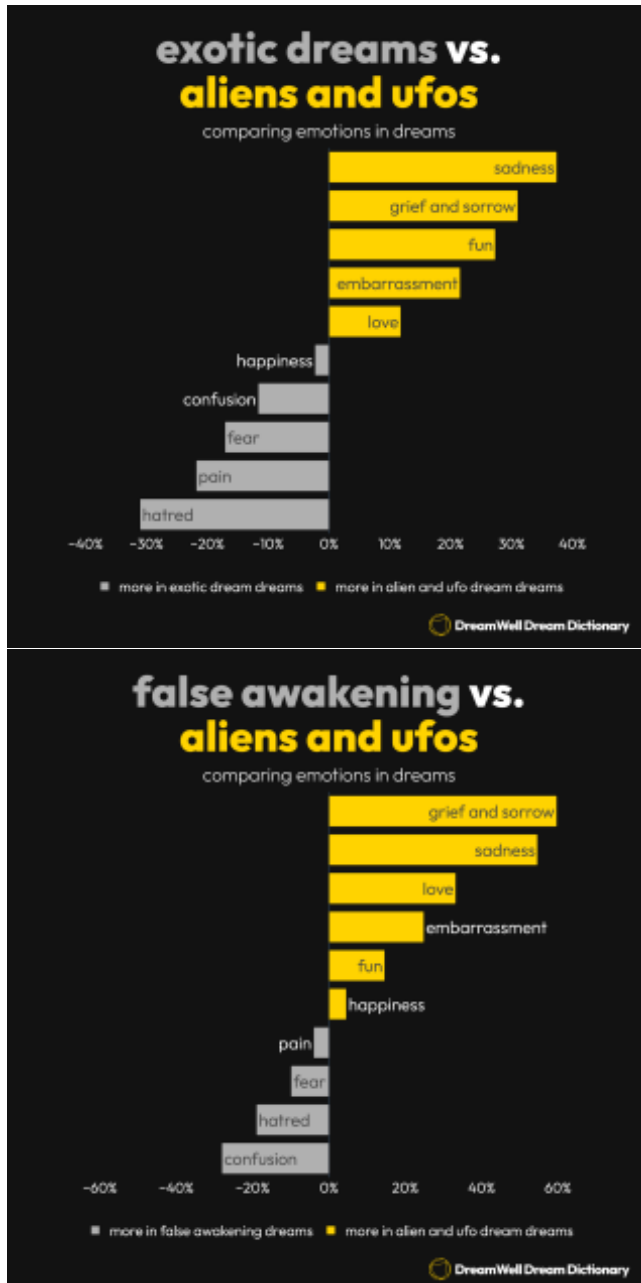 exotic dreams vs.
aliens and ufos
comparing emotions in dreams
sadness
grief and sorrow
fun
embarrassment
love
happiness
confusion
fear
pain
hatred
-40% -30% -20% -10% 0% 10% 20% 30% 40%
more in exotic dream dreams more in alien and ufo dream dreams
DreamWell Dream Dictionary
false awakening vs.
aliens and ufos
comparing emotions in dreams
grief and sorrow
sadness
love
embarrassment
fun
happiness
pain
fear
hatred
confusion
-60% -40% -20% 0% 20% 40% 60%
more in false awakening dreams more in alien and ufo dream dreams
DreamWell Dream Dictionary